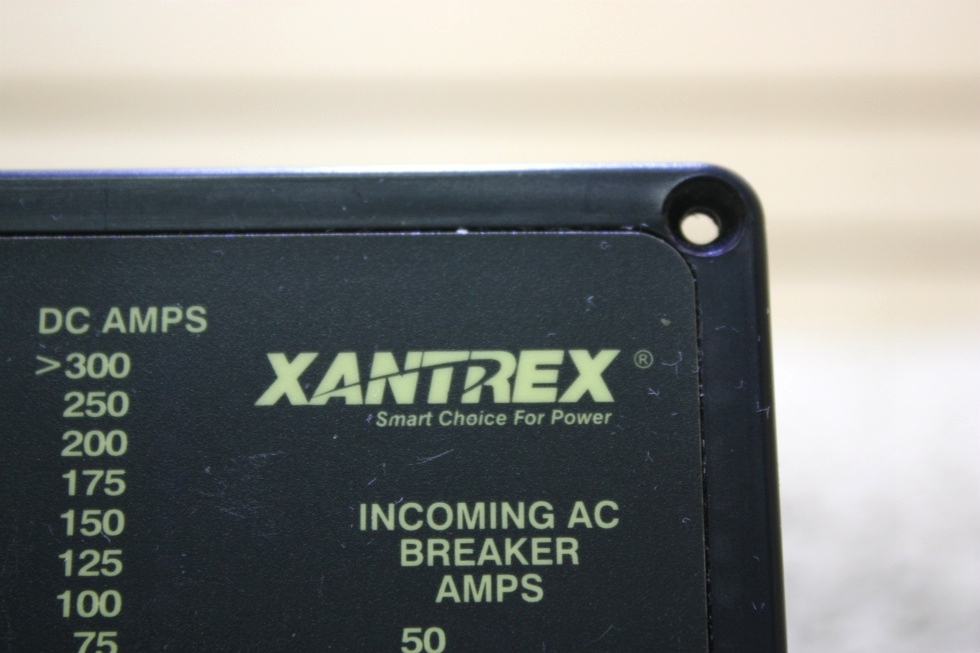 DC AMPS
>300
250
200
175
150
125
100
75
XANTREX®
Smart Choice For Power
INCOMING AC
BREAKER
AMPS
50